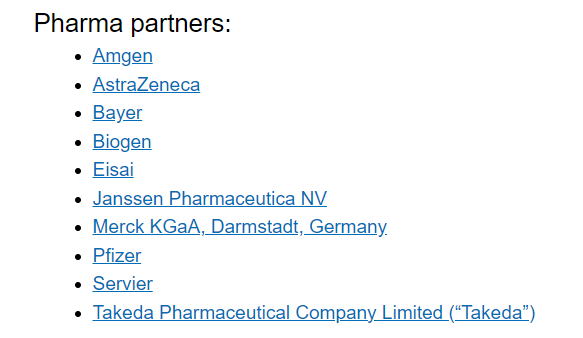 Pharma partners:
Amgen
AstraZeneca
Bayer
Biogen
Eisai
Janssen Pharmaceutica NV
Merck KGaA, Darmstadt, Germany
Pfizer
Servier
Takeda Pharmaceutical Company Limited (“Takeda”)